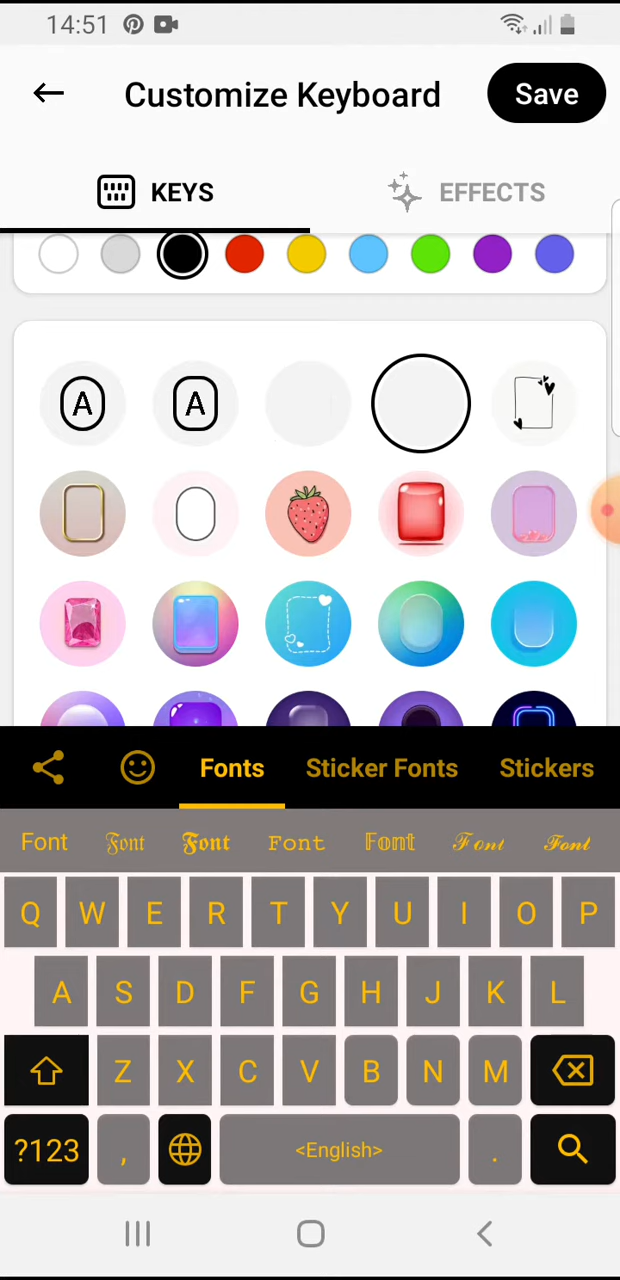 14:51
Customize Keyboard
Save
KEYS
EFFECTS
A A
Fonts Sticker Fonts Stickers
Font Font Font Font Font Font Font
Q W E R T Y U I O P
A S D F G H J K L
Z X C V B N M
?123 , <English> .